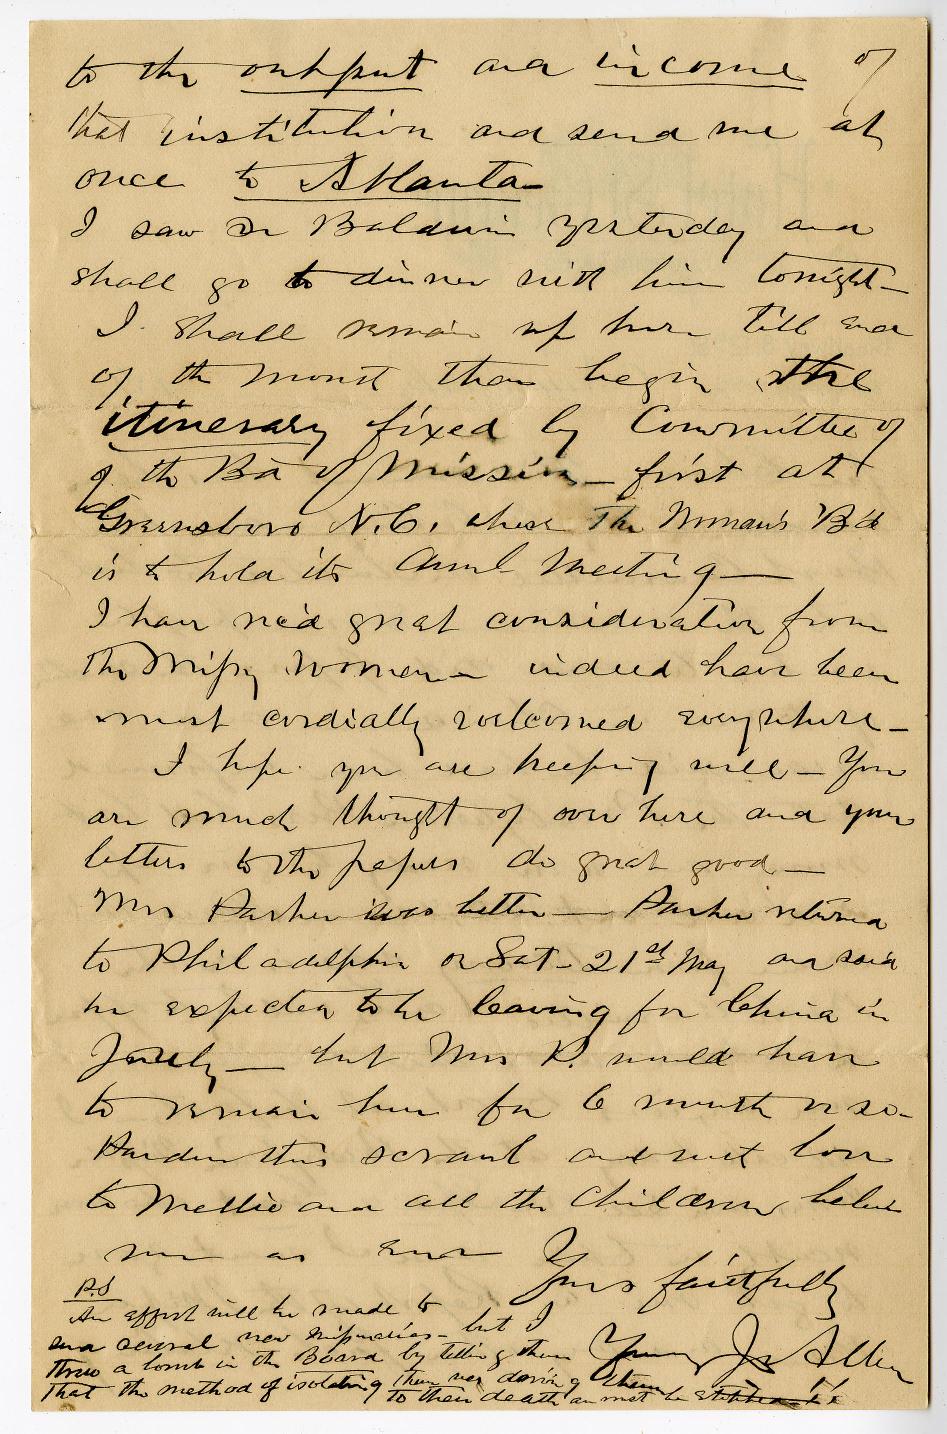 to the output and income of
that institution and send me at
once to Atlanta
I saw Dr Baldwin yesterday and
shall go to dinner with him tonight—
I shall remain up here till end
of the month then begin the
itinerary fixed by Committee of
of the Bd of Missions — first at
Greensboro N.C. where The Woman's B'd
is to hold its Annl Meeting —
I have rec'd great consideration from
the Missy Women — indeed have been
most cordially welcomed everywhere —
I hope you are keeping well — You
are much thought of over here and your
letters to the papers do great good —
Mrs Parker was better — Parker returned
to Philadelphia on Sat- 21st May and said
he expected to be leaving for China in
July — but Mrs P. would have
to remain here for 6 month or so -
Pardon this scrawl and with love
to Mellie and all the children believe
me as ever
Yours faithfully
Young J. Allen
P.S
An effort will be made to
send several new missionaries - but I
threw a bomb in the Board by telling them
that the method of isolating them was dooming them
to their death and must be